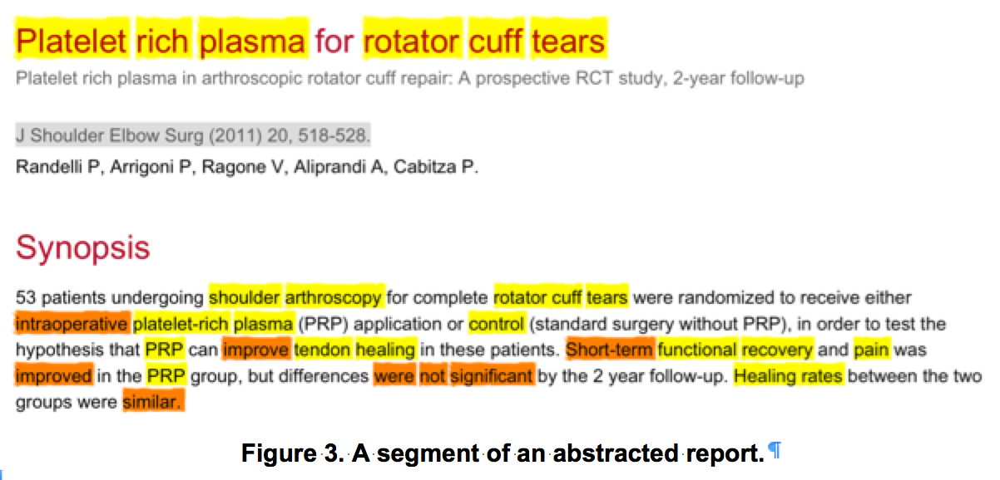 Platelet rich plasma for rotator cuff tears
Platelet rich plasma in arthroscopic rotator cuff repair: A prospective RCT study, 2-year follow-up
J Shoulder Elbow Surg (2011) 20, 518-528.
Randelli P, Arrigoni P, Ragone V, Aliprandi A, Cabitza P.
Synopsis
53 patients undergoing shoulder arthroscopy for complete rotator cuff tears were randomized to receive either
intraoperative platelet-rich plasma (PRP) application or control (standard surgery without PRP), in order to test the
hypothesis that PRP can improve tendon healing in these patients. Short-term functional recovery and pain was
improved in the PRP group, but differences were not significant by the 2 year follow-up. Healing rates between the two
groups were similar.
Figure 3. A segment of an abstracted report.¶